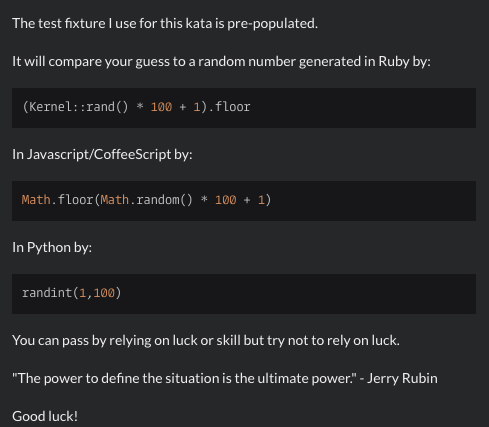 The test fixture I use for this kata is pre-populated.
It will compare your guess to a random number generated in Ruby by:
(Kernel::rand() * 100 + 1).floor
In Javascript/CoffeeScript by:
Math.floor(Math.random() * 100 + 1)
In Python by:
randint(1,100)
You can pass by relying on luck or skill but try not to rely on luck.
"The power to define the situation is the ultimate power." - Jerry Rubin
Good luck!